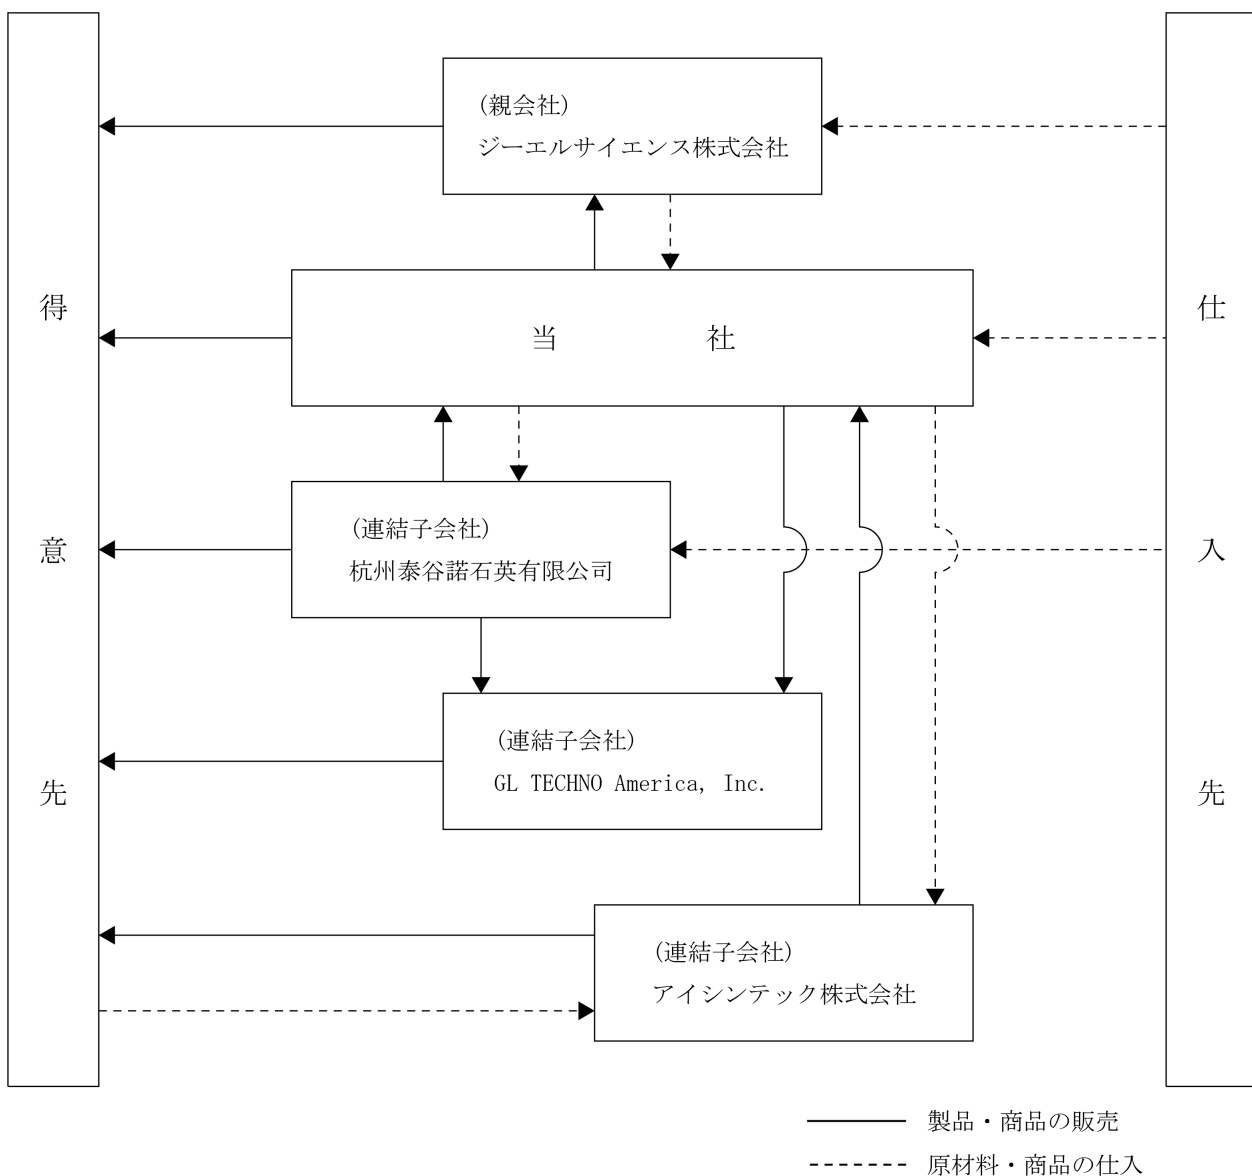 (親会社)
ジーエルサイエンス株式会社
得意先
仕入先
当社
(連結子会社)
杭州泰谷諾石英有限公司
(連結子会社)
GL TECHNO America, Inc.
(連結子会社)
アイシンテック株式会社
製品・商品の販売
原材料・商品の仕入